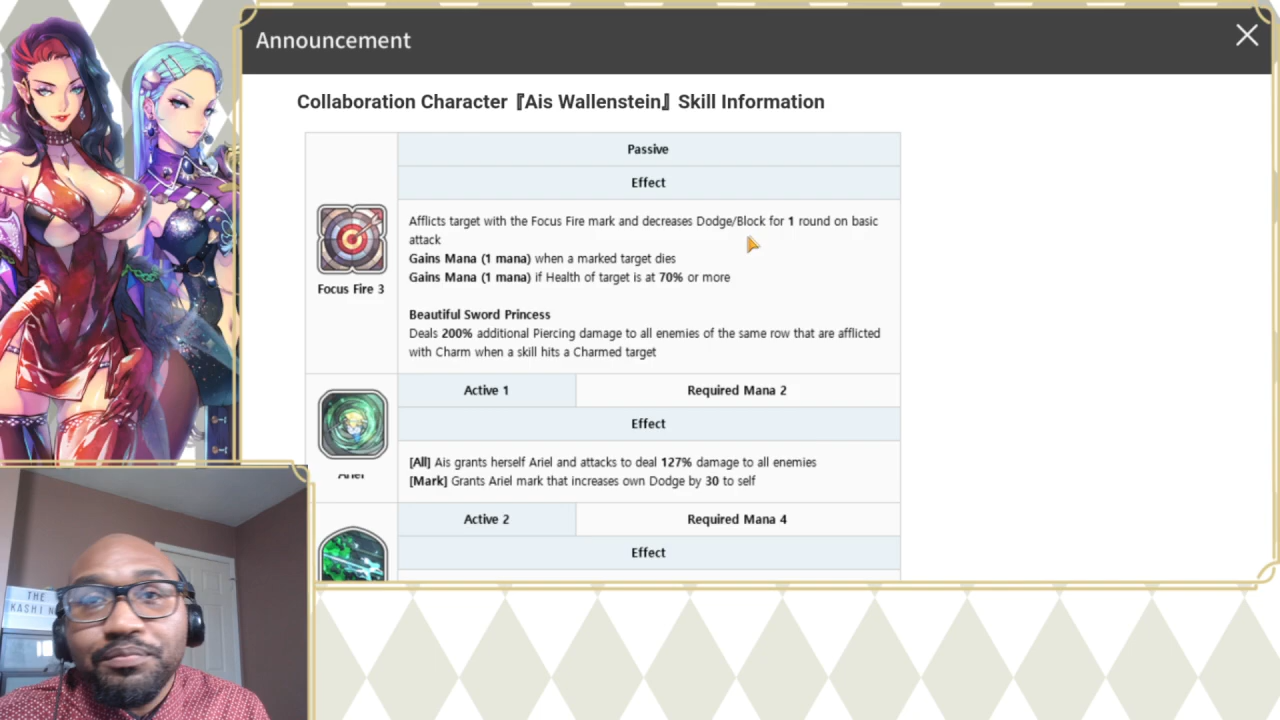 Announcement
Collaboration Character『Ais Wallenstein』Skill Information
Passive
Effect
Afflicts target with the Focus Fire mark and decreases Dodge/Block for 1 round on basic
attack
Gains Mana (1 mana) when a marked target dies
Gains Mana (1 mana) if Health of target is at 70% or more
Focus Fire 3
Beautiful Sword Princess
Deals 200% additional Piercing damage to all enemies of the same row that are afflicted
with Charm when a skill hits a Charmed target
Active 1
Required Mana 2
Effect
[All] Ais grants herself Ariel and attacks to deal 127% damage to all enemies
[Mark] Grants Ariel mark that increases own Dodge by 30 to self
Active 2
Required Mana 4
Effect
THE